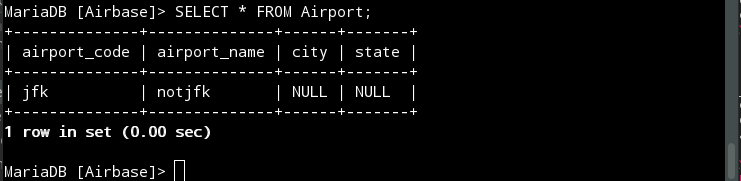 MariaDB [Airbase]> SELECT * FROM Airport;
+--------------+--------------+------+-------+
| airport_code | airport_name | city | state |
+--------------+--------------+------+-------+
| jfk          | notjfk       | NULL | NULL  |
+--------------+--------------+------+-------+
1 row in set (0.00 sec)
MariaDB [Airbase]>